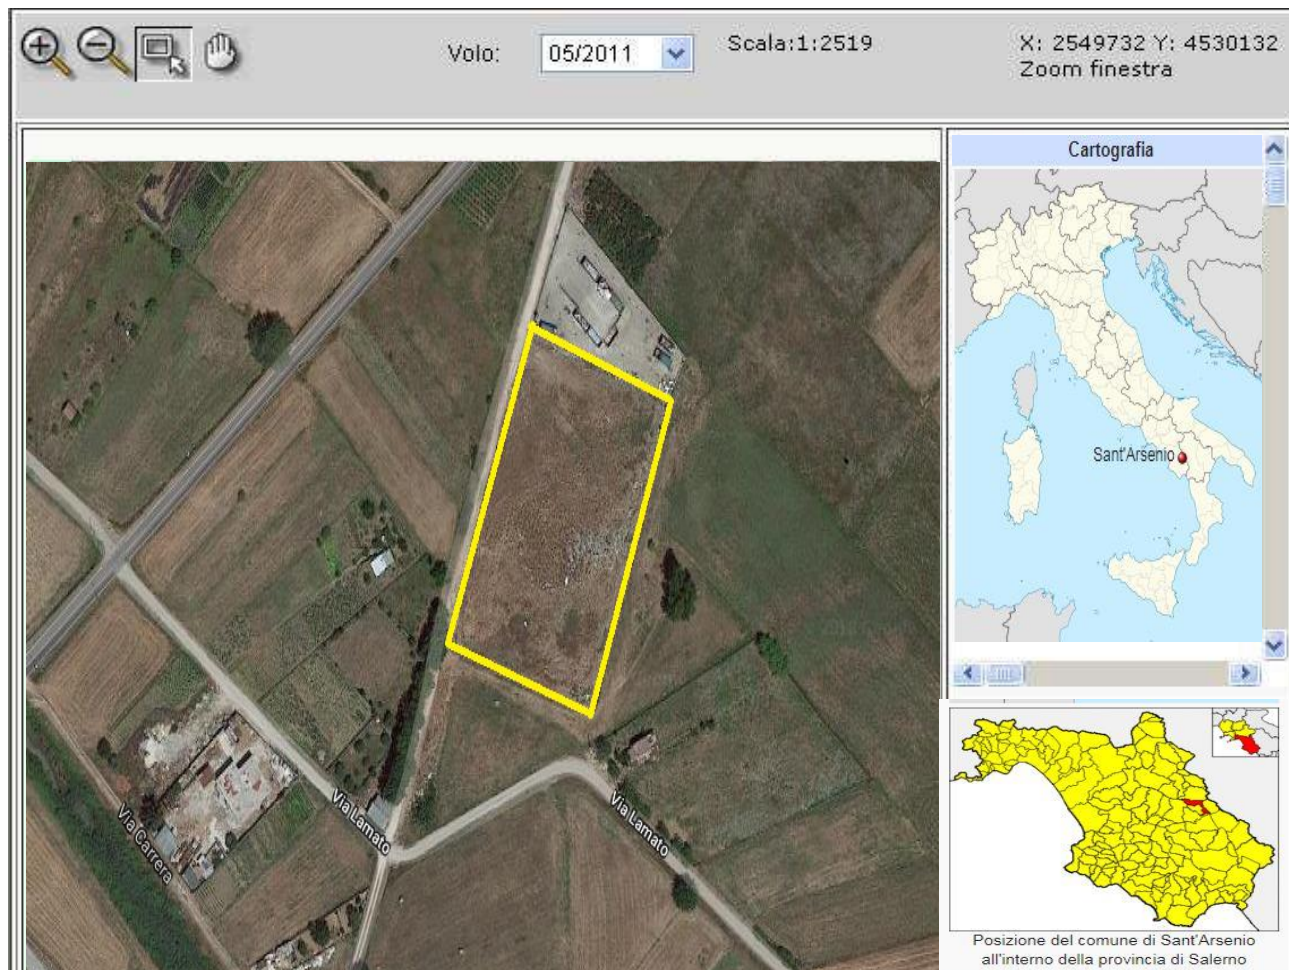 Volo:
05/2011
Scala:1:2519
X: 2549732 Y: 4530132
Zoom finestra
Cartografia
Sant'Arsenio
Via Lamato
Via Lamato
Via Carrera
Posizione del comune di Sant'Arsenio
all'interno della provincia di Salerno